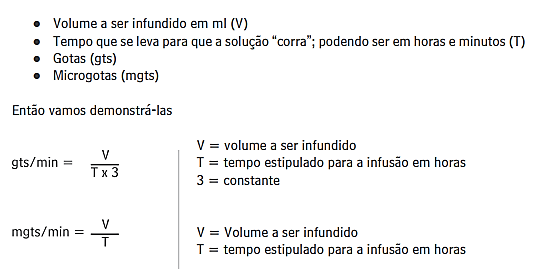 • Volume a ser infundido em ml (V)
• Tempo que se leva para que a solução “corra”; podendo ser em horas e minutos (T)
• Gotas (gts)
• Microgotas (mgts)
Então vamos demonstrá-las
gts/min = V
T x 3
V = volume a ser infundido
T = tempo estipulado para a infusão em horas
3 = constante
mgts/min = V
T
V = Volume a ser infundido
T = tempo estipulado para a infusão em horas